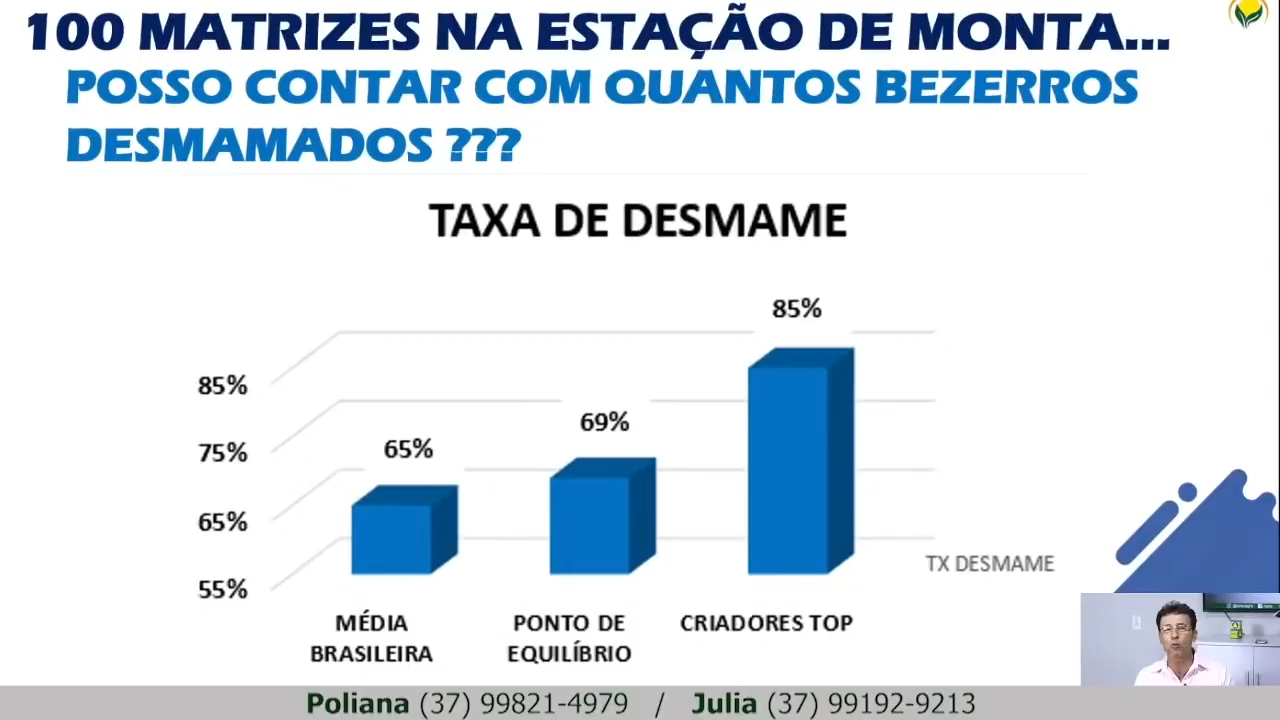 100 MATRIZES NA ESTAÇÃO DE MONTA...
POSSO CONTAR COM QUANTOS BEZERROS
DESMAMADOS ???
TAXA DE DESMAME
85%
85%
75%
69%
65%
65%
55%
TX DESMAME
MÉDIA
BRASILEIRA
PONTO DE
EQUILÍBRIO
CRIADORES TOP
Poliana (37) 99821-4979 / Julia (37) 99192-9213